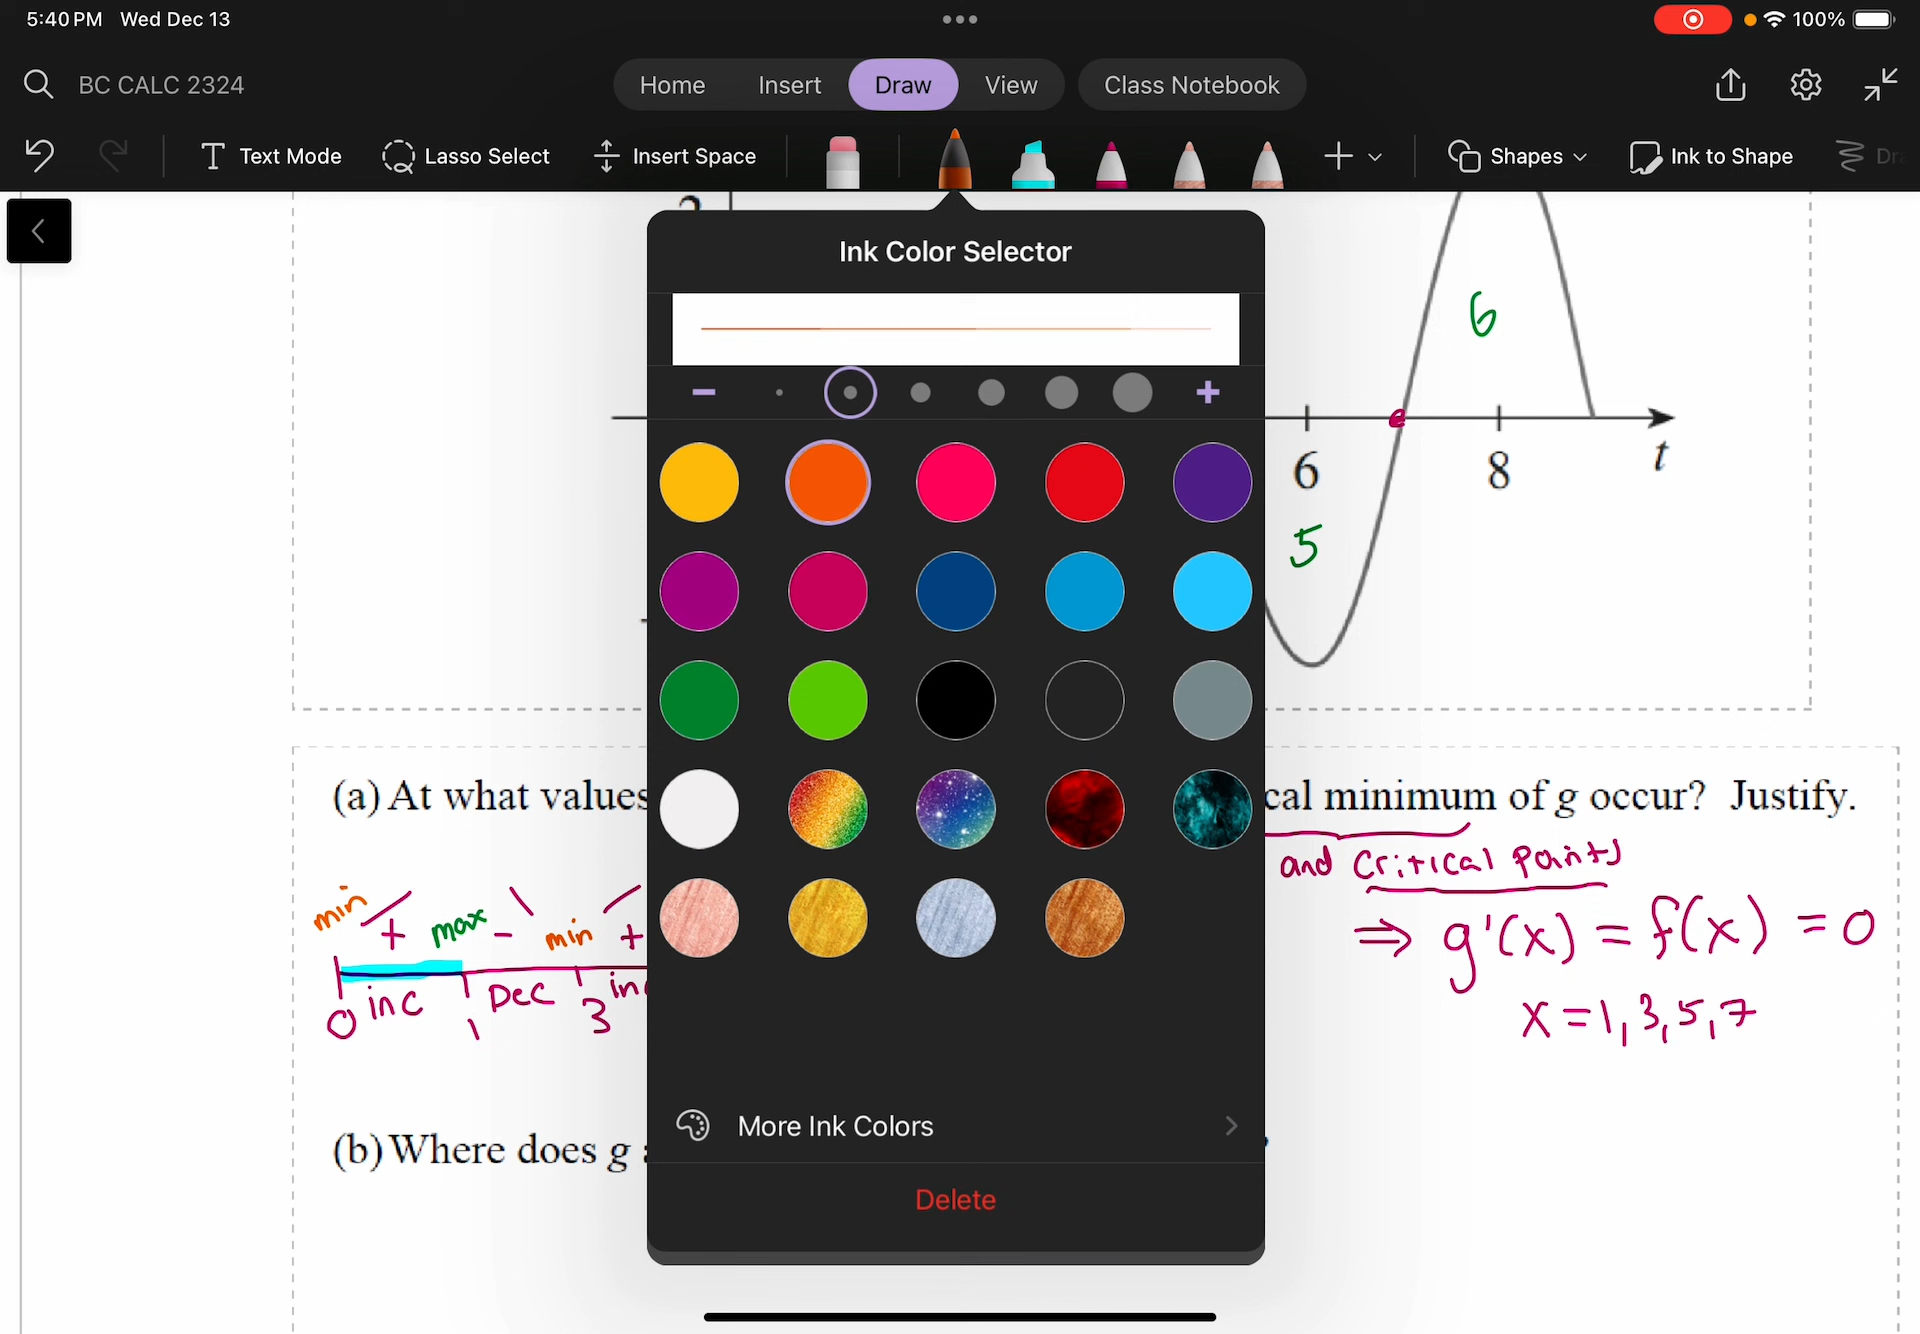 5:40 PM Wed Dec 13
100%
BC CALC 2324
Home Insert Draw View Class Notebook
Text Mode Lasso Select Insert Space Shapes Ink to Shape
Ink Color Selector
6
6 8 t
5
(a) At what values cal minimum of g occur? Justify.
and critical points
min + max - min +
⇒ g'(x) = f(x) = 0
0 inc 1 Dec 3
x = 1, 3, 5, 7
More Ink Colors
(b) Where does g
Delete